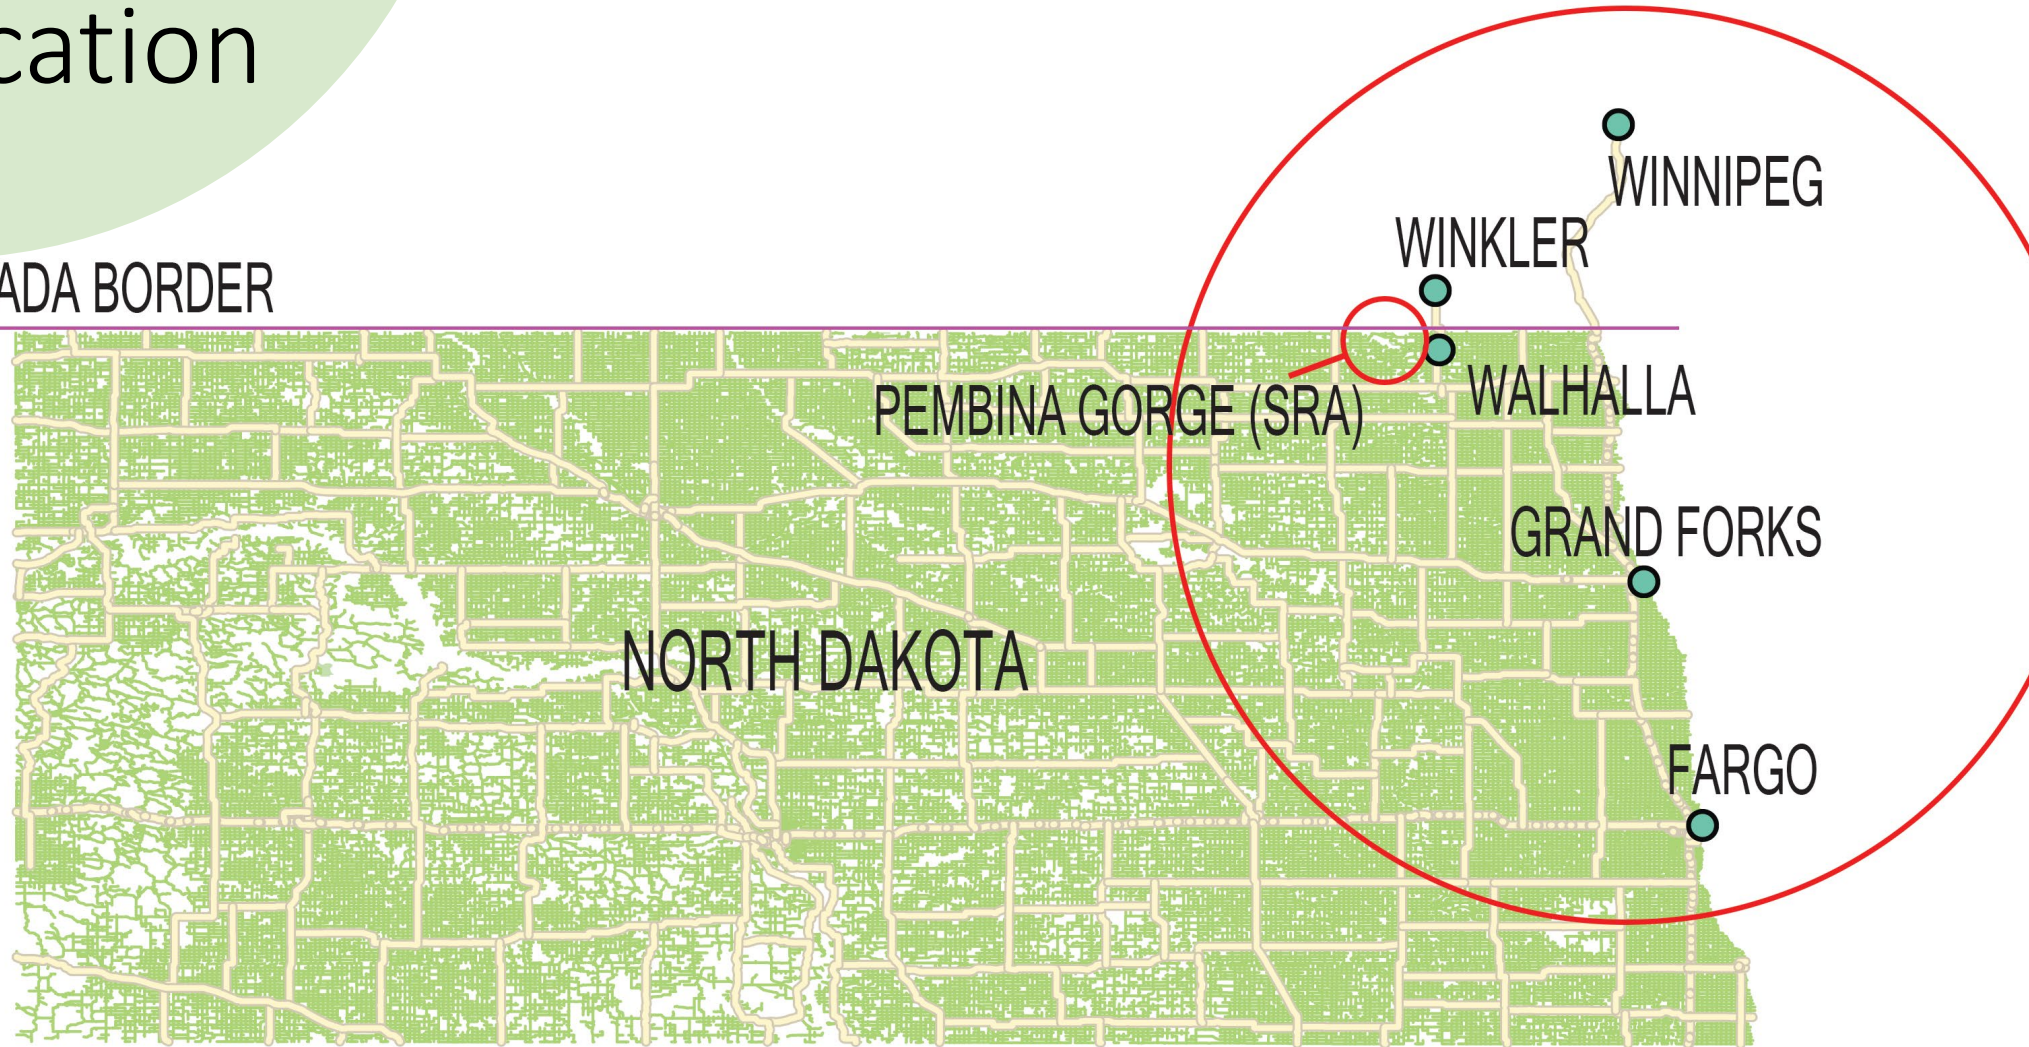 cation
WINNIPEG
WINKLER
ADA BORDER
WALHALLA
PEMBINA GORGE (SRA)
GRAND FORKS
NORTH DAKOTA
FARGO